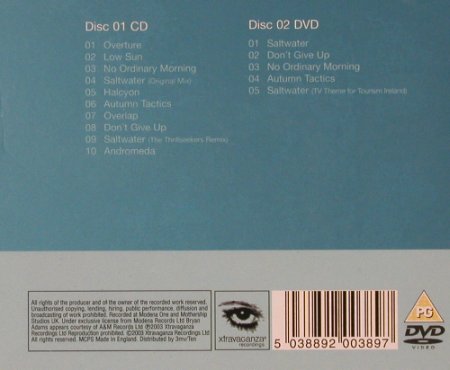 Disc 01 CD
01 Overture
02 Low Sun
03 No Ordinary Morning
04 Saltwater (Original Mix)
05 Halcyon
06 Autumn Tactics
07 Overlap
08 Don't Give Up
09 Saltwater (The Thrillseekers Remix)
10 Andromeda
Disc 02 DVD
01 Saltwater
02 Don't Give Up
03 No Ordinary Morning
04 Autumn Tactics
05 Saltwater (TV Theme for Tourism Ireland)
All rights of the producer and of the owner of the recorded work reserved.
Unauthorised copying, lending, hiring, public performance, diffusion and
broadcasting of work prohibited. Recorded at Modena One and Mothership
Studios UK. Under exclusive license from Modena Records Ltd Bryan
Adams appears courtesy of A&M Records Ltd ℗2003 Xtravaganza
Recordings Ltd Reproduction prohibited. ©2003 Xtravaganza Recordings Ltd
All rights reserved. MCPS Made in England. Distributed by 3mv/Ten
xtravaganza
recordings
5 038892 003897
PG
DVD
VIDEO